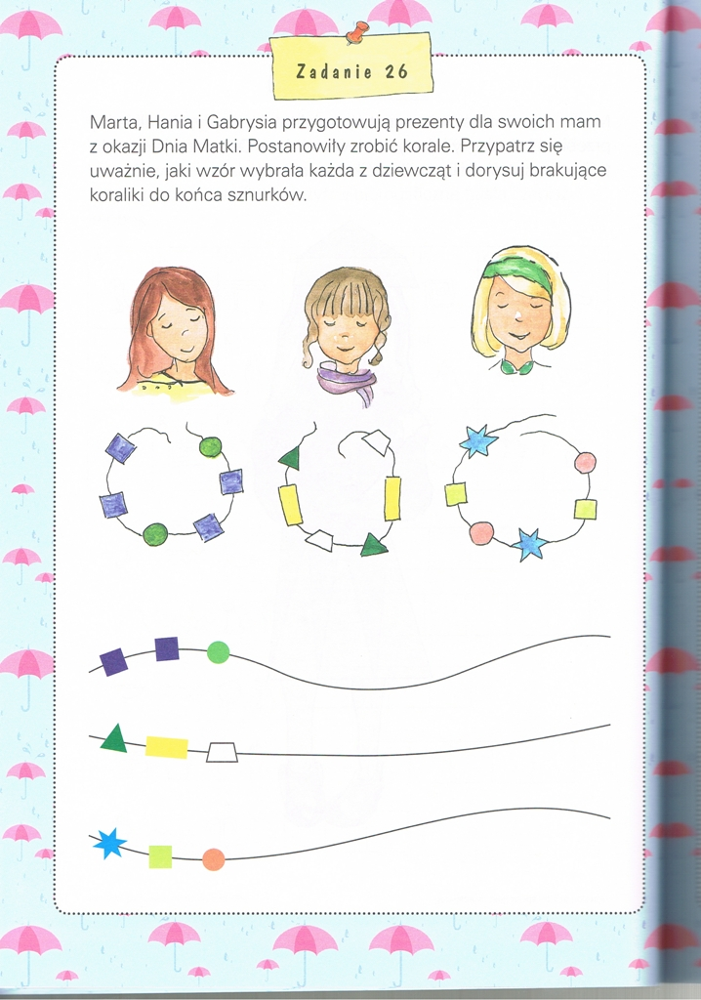 Zadanie 26
Marta, Hania i Gabrysia przygotowują prezenty dla swoich mam
z okazji Dnia Matki. Postanowiły zrobić korale. Przypatrz się
uważnie, jaki wzór wybrała każda z dziewcząt i dorysuj brakujące
koraliki do końca sznurków.